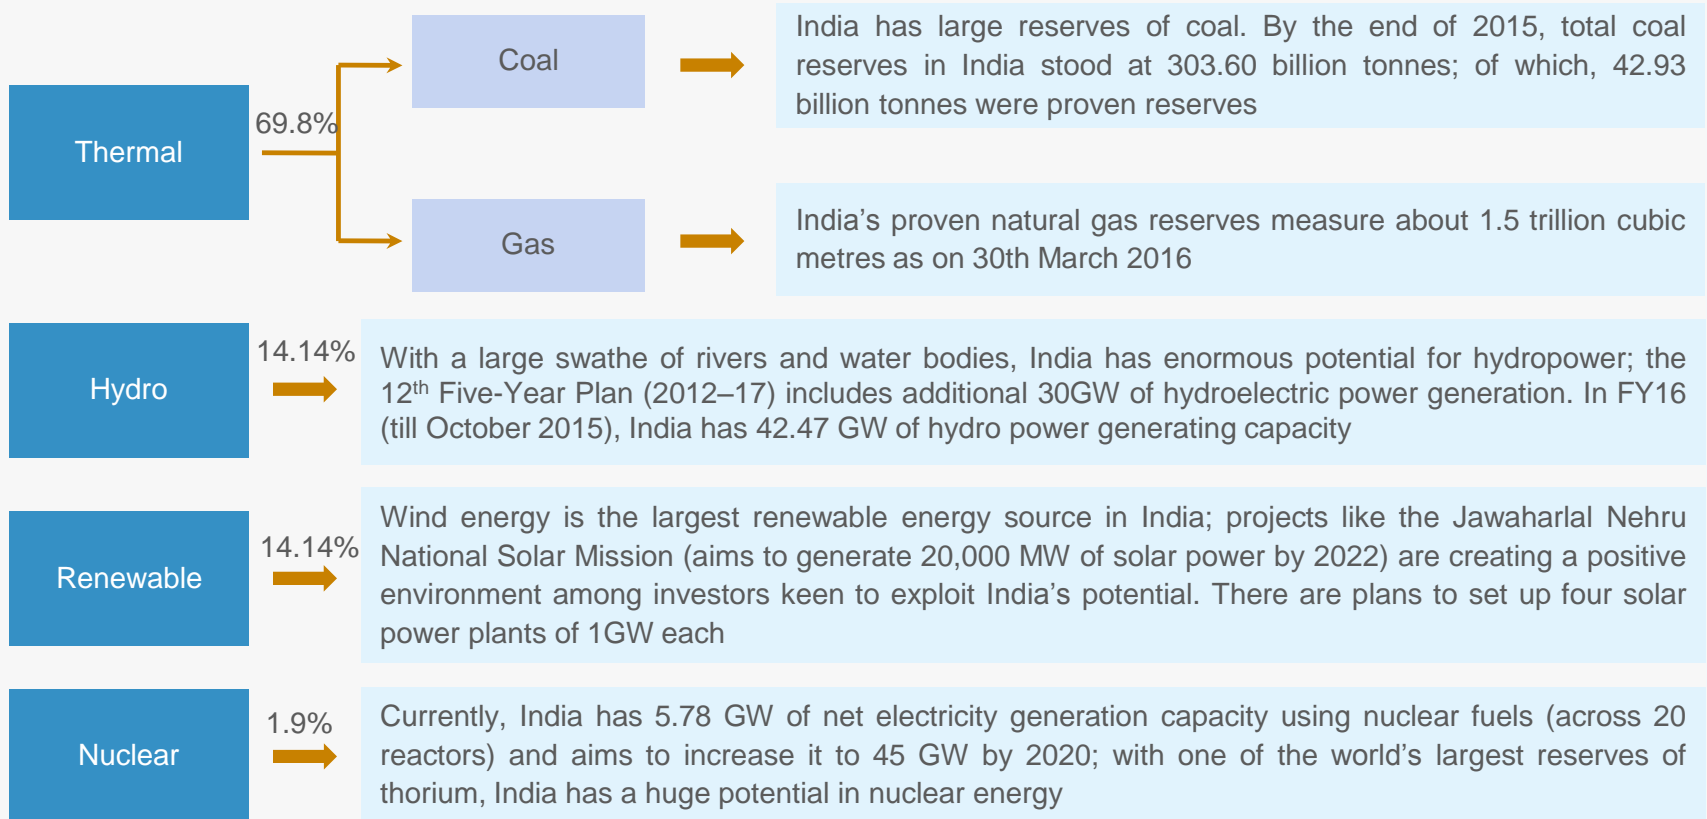 Thermal
69.8%
Coal
India has large reserves of coal. By the end of 2015, total coal
reserves in India stood at 303.60 billion tonnes; of which, 42.93
billion tonnes were proven reserves
Gas
India’s proven natural gas reserves measure about 1.5 trillion cubic
metres as on 30th March 2016
Hydro
14.14%
With a large swathe of rivers and water bodies, India has enormous potential for hydropower; the
12th Five-Year Plan (2012–17) includes additional 30GW of hydroelectric power generation. In FY16
(till October 2015), India has 42.47 GW of hydro power generating capacity
Renewable
14.14%
Wind energy is the largest renewable energy source in India; projects like the Jawaharlal Nehru
National Solar Mission (aims to generate 20,000 MW of solar power by 2022) are creating a positive
environment among investors keen to exploit India’s potential. There are plans to set up four solar
power plants of 1GW each
Nuclear
1.9%
Currently, India has 5.78 GW of net electricity generation capacity using nuclear fuels (across 20
reactors) and aims to increase it to 45 GW by 2020; with one of the world’s largest reserves of
thorium, India has a huge potential in nuclear energy